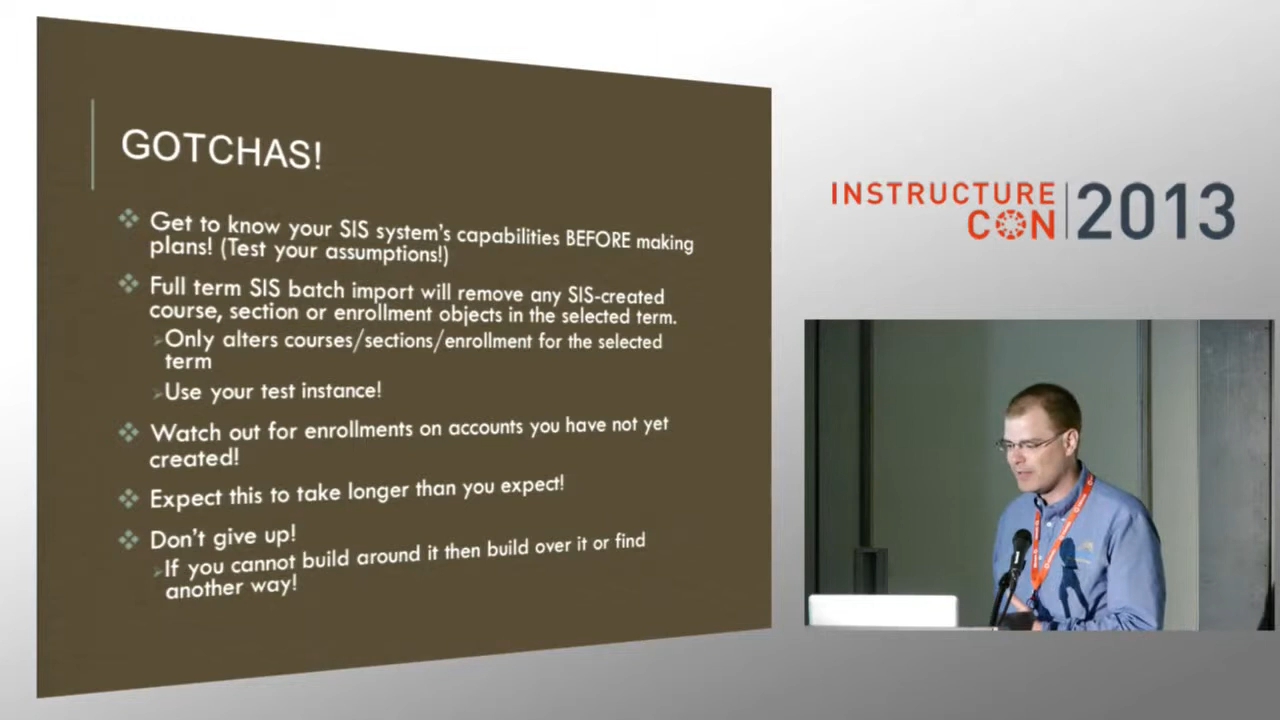 GOTCHAS!
Get to know your SIS system's capabilities BEFORE making
plans! (Test your assumptions!)
Full term SIS batch import will remove any SIS-created
course, section or enrollment objects in the selected term.
Only alters courses/sections/enrollment for the selected
term
Use your test instance!
Watch out for enrollments on accounts you have not yet
created!
Expect this to take longer than you expect!
Don't give up!
If you cannot build around it then build over it or find
another way!
INSTRUCTURE
CON
2013